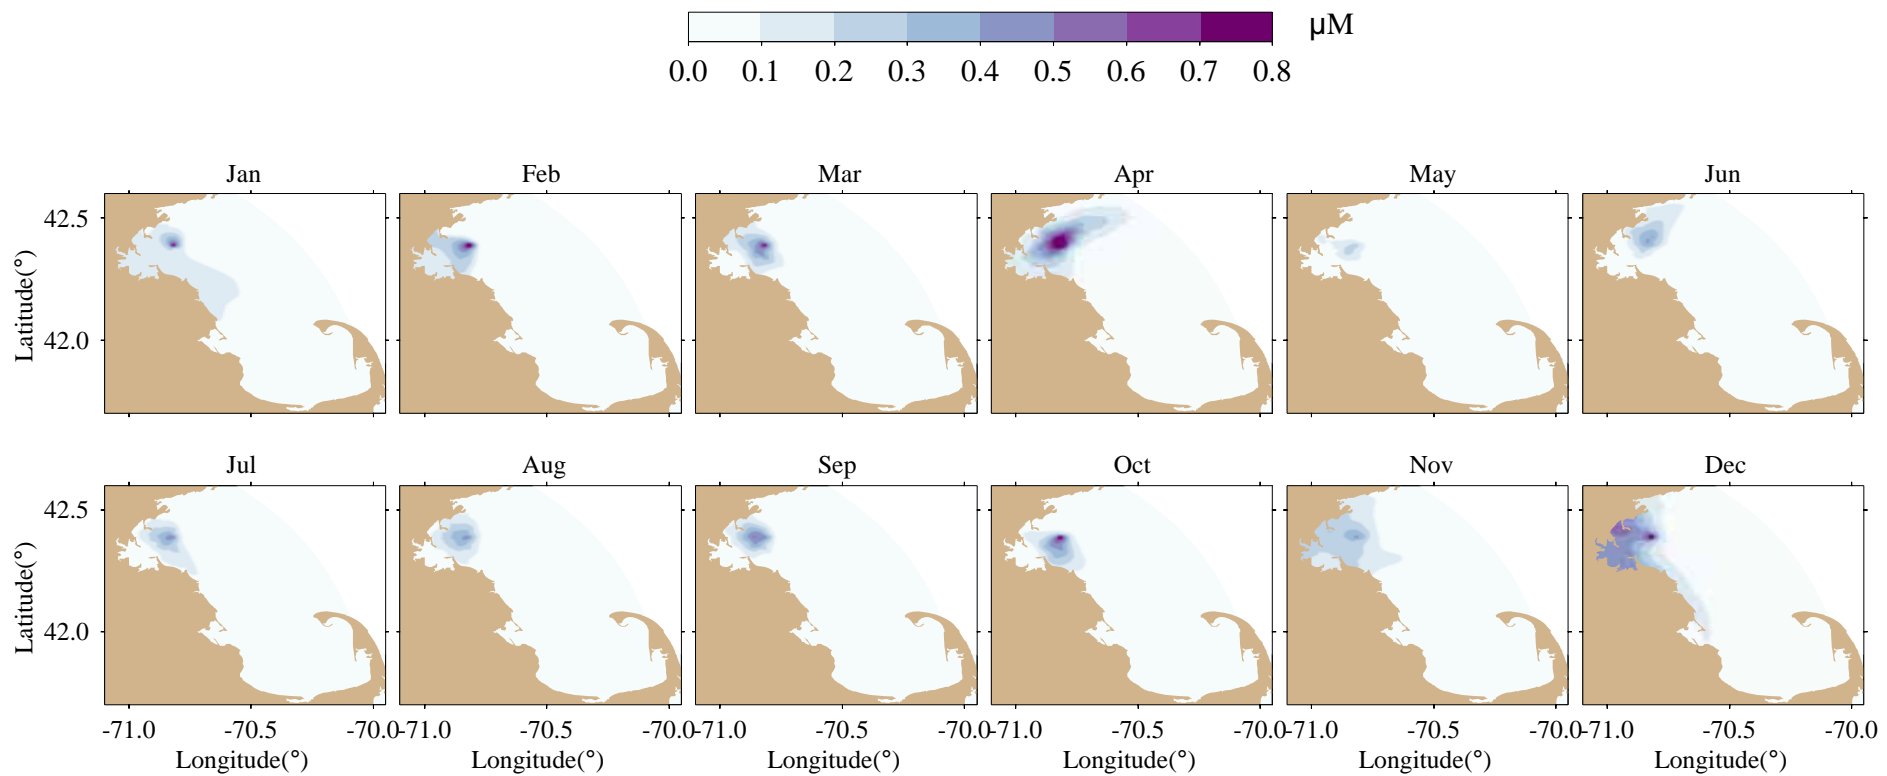 µM
0.0 0.1 0.2 0.3 0.4 0.5 0.6 0.7 0.8
Jan Feb Mar Apr May Jun
42.5
42.0
Latitude(°)
Jul Aug Sep Oct Nov Dec
42.5
42.0
Latitude(°)
-71.0 -70.5 -70.0 -71.0 -70.5 -70.0 -71.0 -70.5 -70.0 -71.0 -70.5 -70.0 -71.0 -70.5 -70.0 -71.0 -70.5 -70.0
Longitude(°) Longitude(°) Longitude(°) Longitude(°) Longitude(°) Longitude(°)